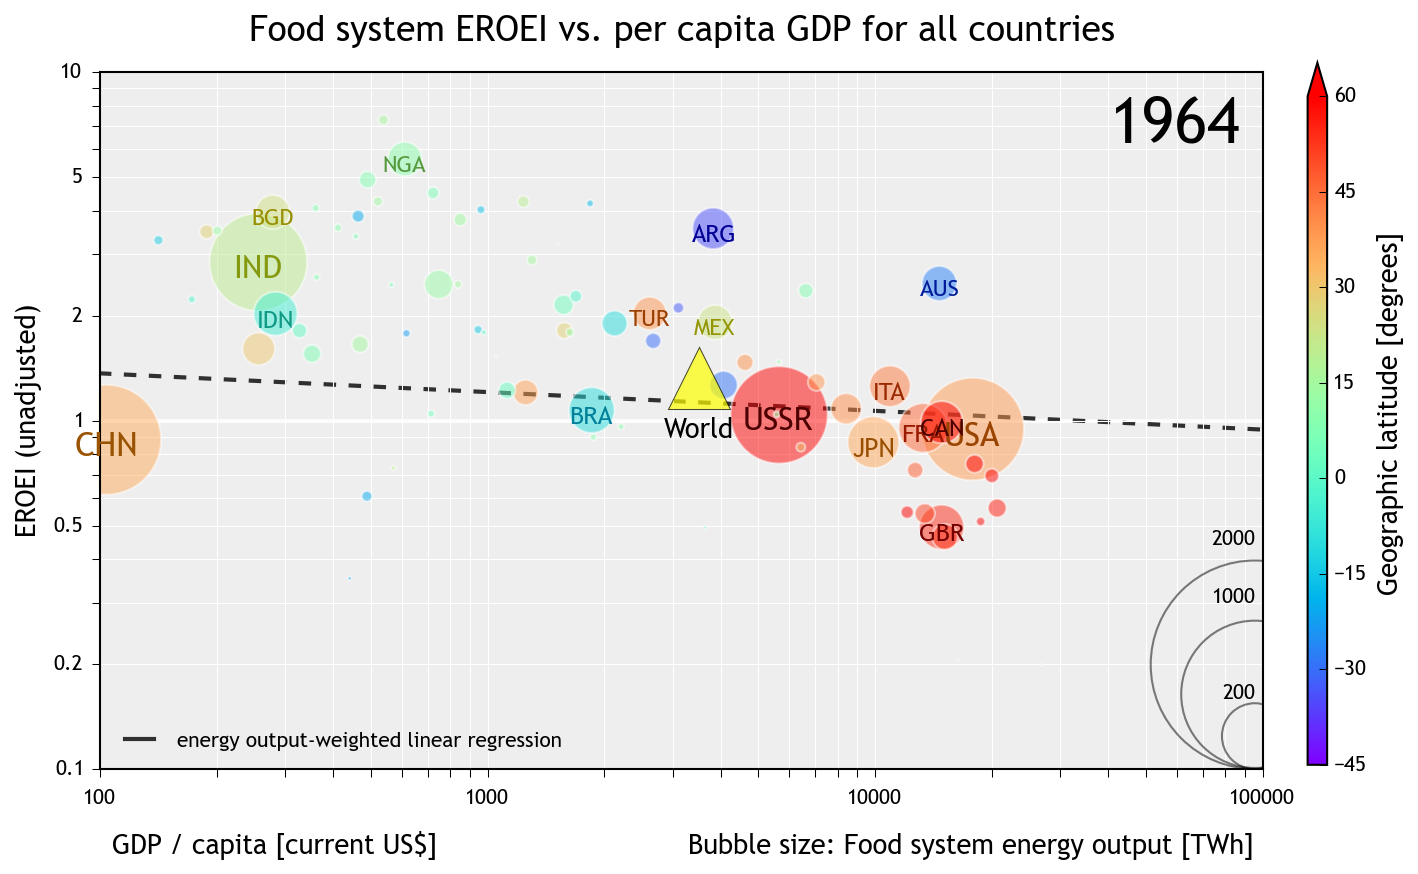 Food system EROEI vs. per capita GDP for all countries
1964
10
5
2
1
0.5
0.2
0.1
EROEI (unadjusted)
NGA
BGD
IND
IDN
ARG
AUS
TUR
MEX
ITA
BRA
World
USSR
CHN
JPN
FRA
CAN
USA
GBR
2000
1000
200
energy output-weighted linear regression
100
1000
10000
100000
GDP / capita [current US$]
Bubble size: Food system energy output [TWh]
60
45
30
15
0
−15
−30
−45
Geographic latitude [degrees]